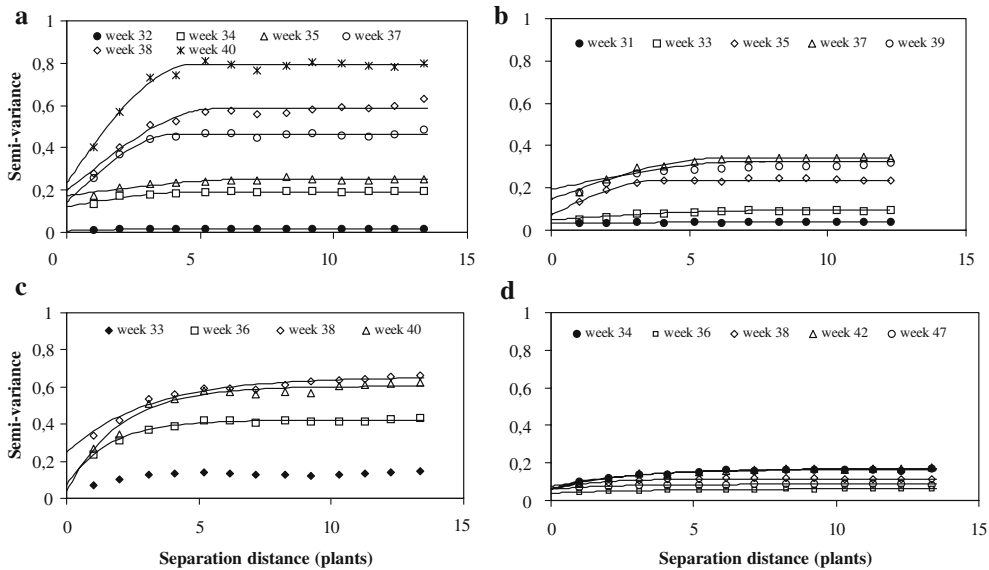 a
Semi-variance
1
0,8
0,6
0,4
0,2
0
week 32 week 34 week 35 week 37
week 38 week 40
0 5 10 15
b
1
0,8
0,6
0,4
0,2
0
week 31 week 33 week 35 week 37 week 39
0 5 10 15
c
Semi-variance
1
0,8
0,6
0,4
0,2
0
week 33 week 36 week 38 week 40
0 5 10 15
Separation distance (plants)
d
1
0,8
0,6
0,4
0,2
0
week 34 week 36 week 38 week 42 week 47
0 5 10 15
Separation distance (plants)